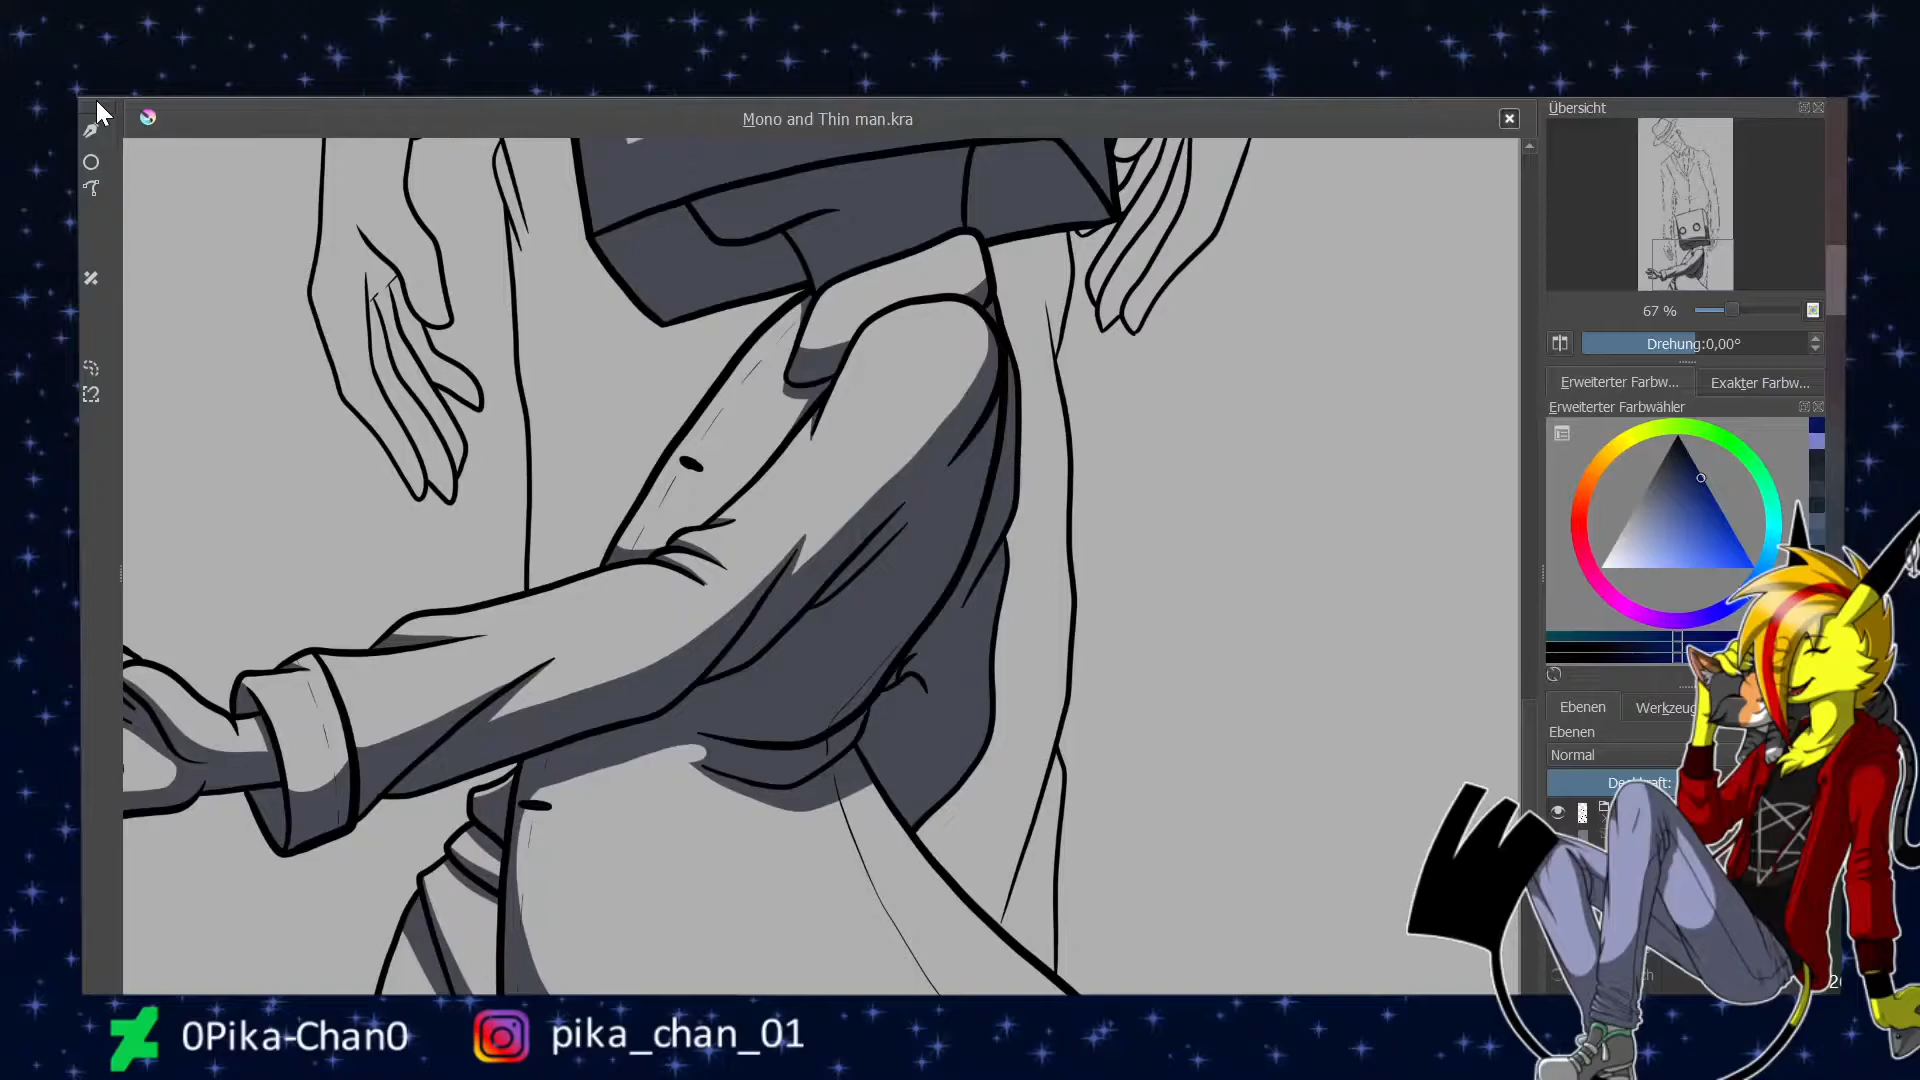 Mono and Thin man.kra
Übersicht
67 %
Drehung:0,00°
Erweiterter Farbw...
Exakter Farbw...
Erweiterter Farbwähler
Ebenen
Werkzeug
Ebenen
Normal
0Pika-Chan0
pika_chan_01